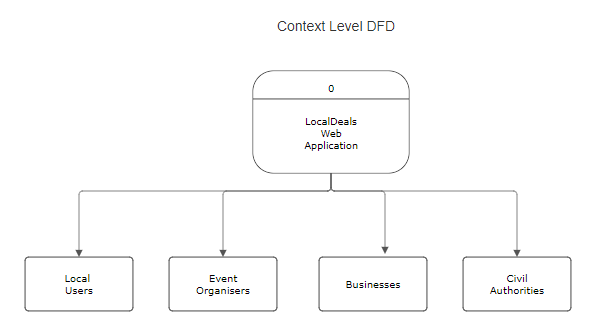 Context Level DFD
0
LocalDeals
Web
Application
Local
Users
Event
Organisers
Businesses
Civil
Authorities